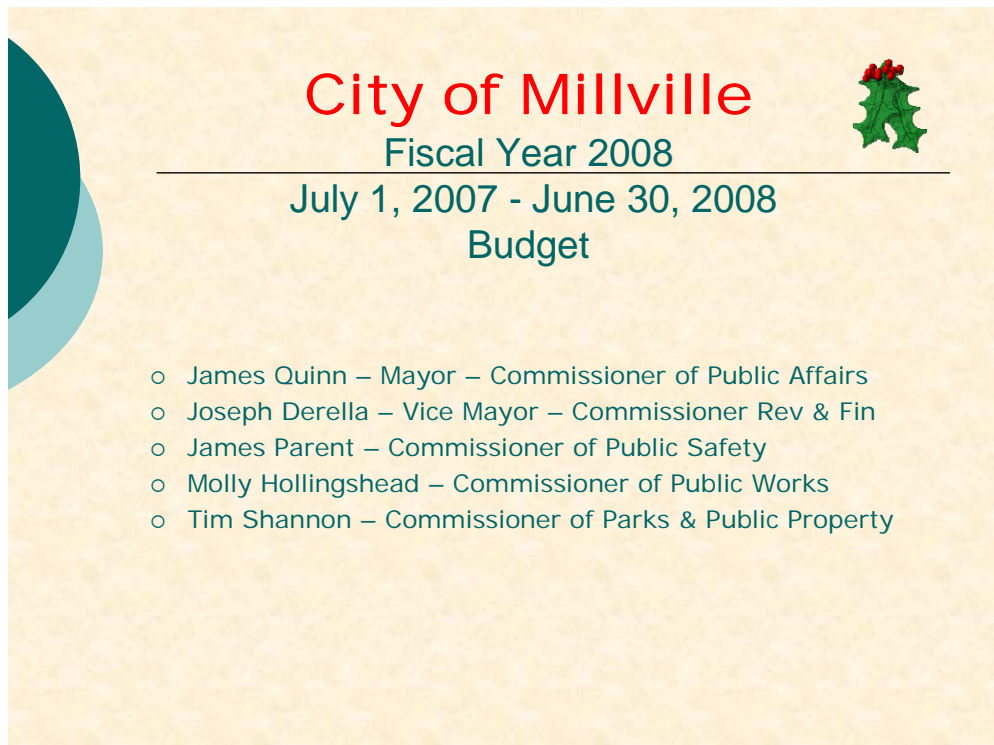 City of Millville
Fiscal Year 2008
July 1, 2007 - June 30, 2008
Budget
James Quinn – Mayor – Commissioner of Public Affairs
Joseph Derella – Vice Mayor – Commissioner Rev & Fin
James Parent – Commissioner of Public Safety
Molly Hollingshead – Commissioner of Public Works
Tim Shannon – Commissioner of Parks & Public Property